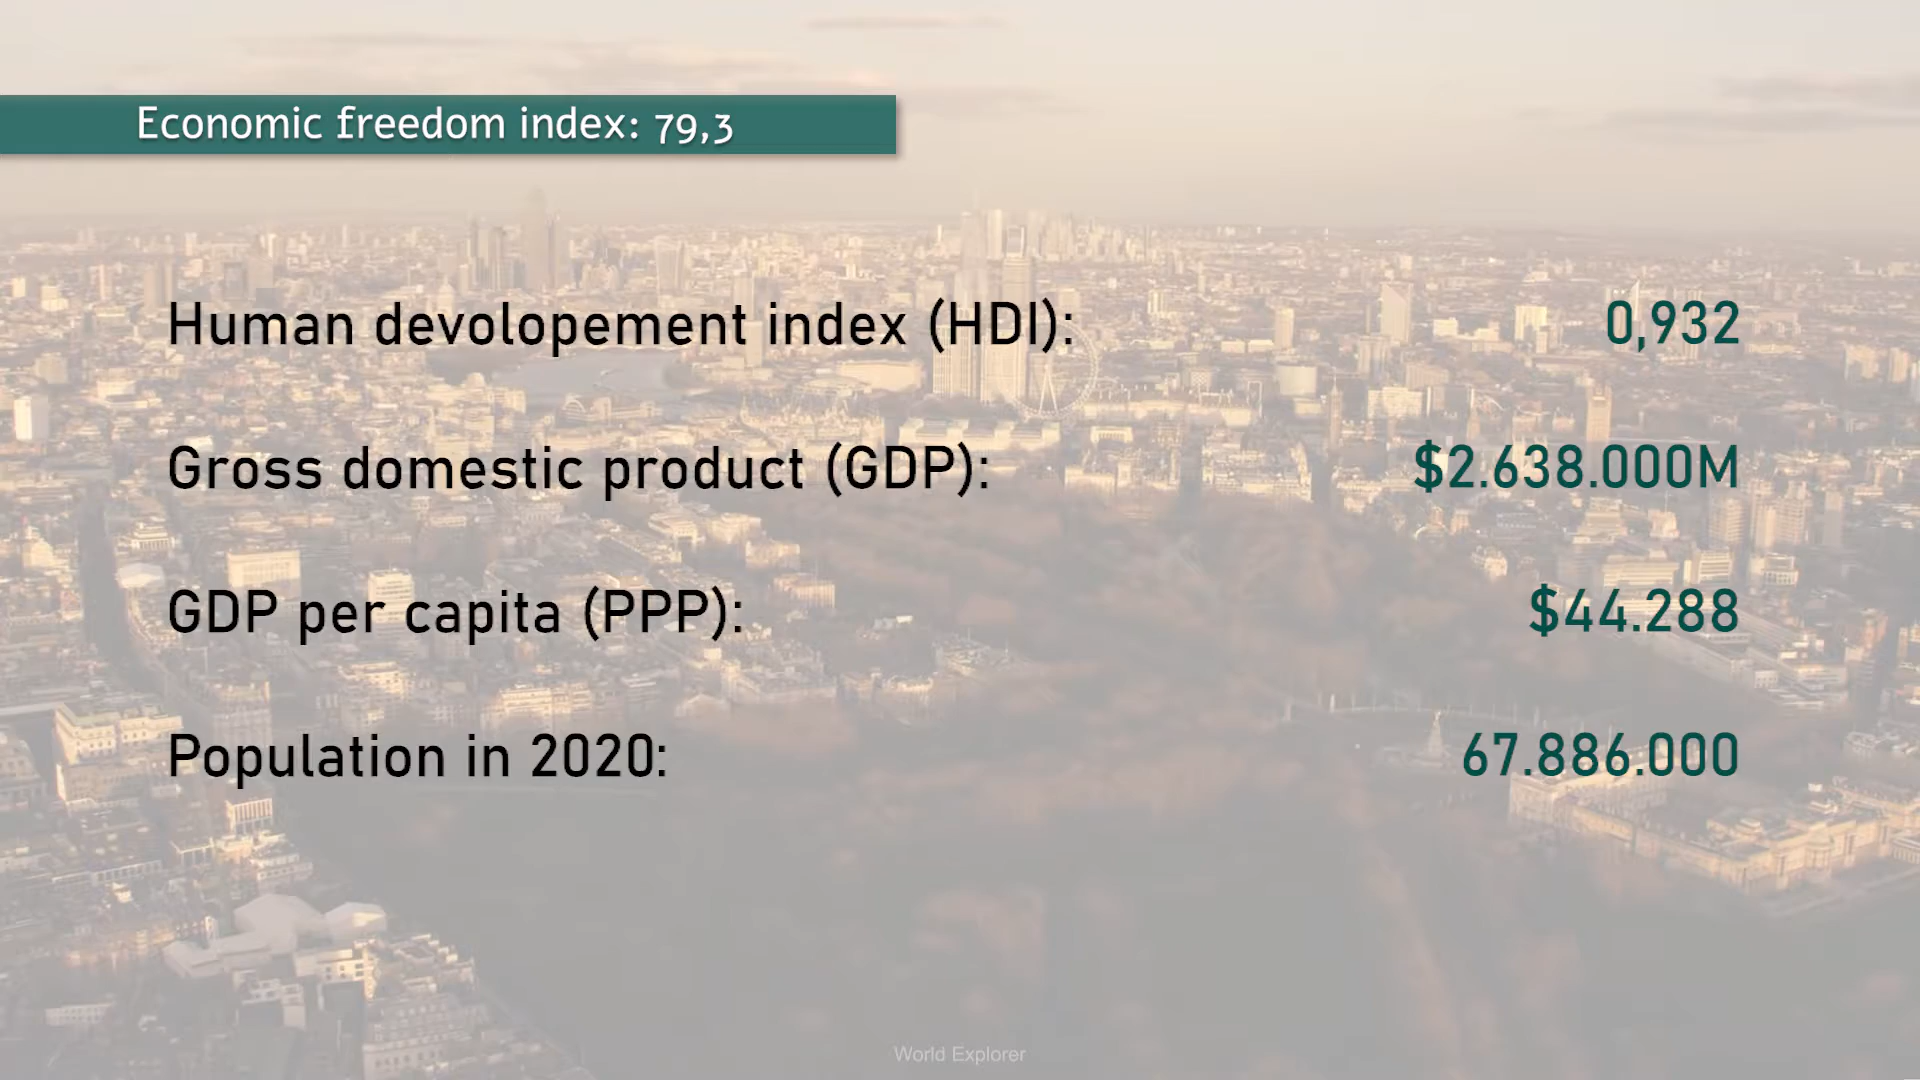 Economic freedom index: 79,3
Human devolopement index (HDI): 0,932
Gross domestic product (GDP): $2.638.000M
GDP per capita (PPP): $44.288
Population in 2020: 67.886.000
World Explorer